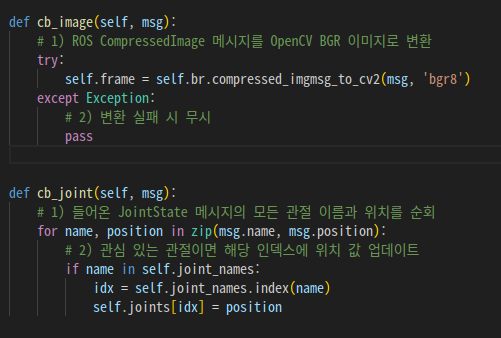 def cb_image(self, msg):
    # 1) ROS CompressedImage 메시지를 OpenCV BGR 이미지로 변환
    try:
        self.frame = self.br.compressed_imgmsg_to_cv2(msg, 'bgr8')
    except Exception:
        # 2) 변환 실패 시 무시
        pass
def cb_joint(self, msg):
    # 1) 들어온 JointState 메시지의 모든 관절 이름과 위치를 순회
    for name, position in zip(msg.name, msg.position):
        # 2) 관심 있는 관절이면 해당 인덱스에 위치 값 업데이트
        if name in self.joint_names:
            idx = self.joint_names.index(name)
            self.joints[idx] = position